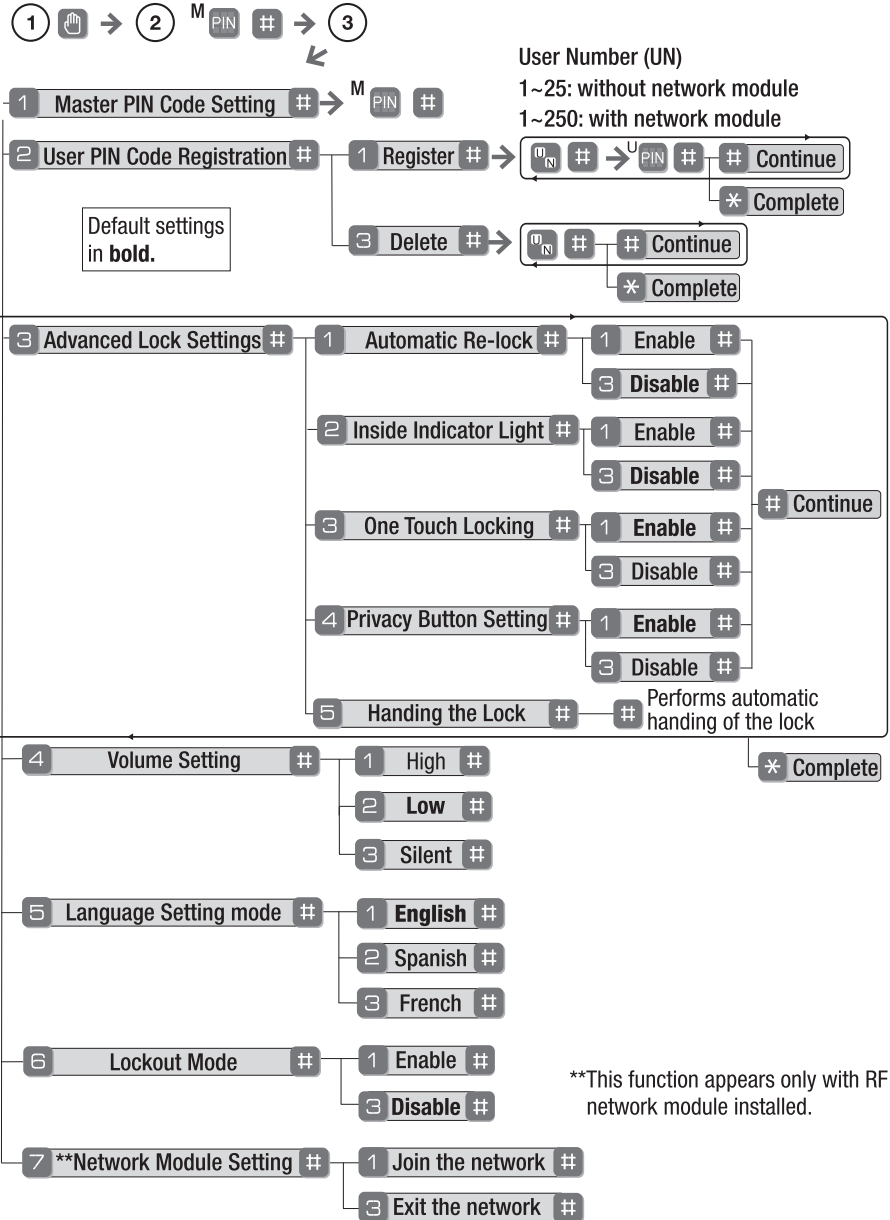 1 2 M PIN # 3
User Number (UN)
1~25: without network module
1~250: with network module
1 Master PIN Code Setting # M PIN #
2 User PIN Code Registration # 1 Register # UN # U PIN # # Continue
* Complete
Default settings
in bold.
3 Delete # UN # # Continue
* Complete
3 Advanced Lock Settings # 1 Automatic Re-lock # 1 Enable #
3 Disable #
2 Inside Indicator Light # 1 Enable #
3 Disable #
# Continue
3 One Touch Locking # 1 Enable #
3 Disable #
4 Privacy Button Setting # 1 Enable #
3 Disable #
5 Handing the Lock # # Performs automatic
handing of the lock
* Complete
4 Volume Setting # 1 High #
2 Low #
3 Silent #
5 Language Setting mode # 1 English #
2 Spanish #
3 French #
6 Lockout Mode # 1 Enable #
3 Disable #
**This function appears only with RF
network module installed.
7 **Network Module Setting # 1 Join the network #
3 Exit the network #